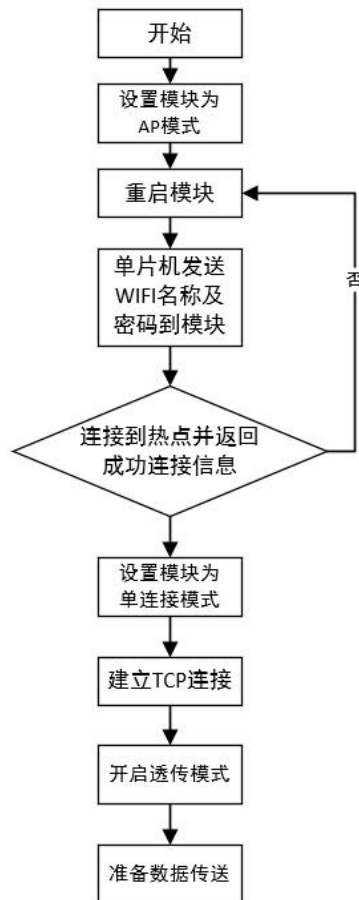 开始
设置模块为
AP模式
重启模块
单片机发送
WIFI名称及
密码到模块
否
连接到热点并返回
成功连接信息
设置模块为
单连接模式
建立TCP连接
开启透传模式
准备数据传送